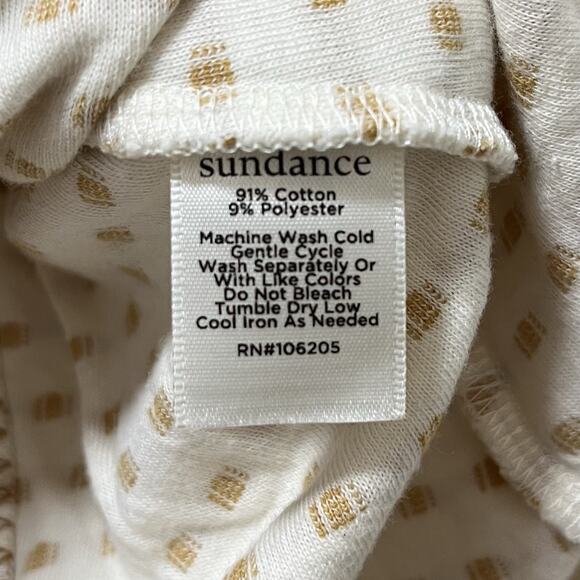 sundance
91% Cotton
9% Polyester
Machine Wash Cold
Gentle Cycle
Wash Separately Or
With Like Colors
Do Not Bleach
Tumble Dry Low
Cool Iron As Needed
RN#106205